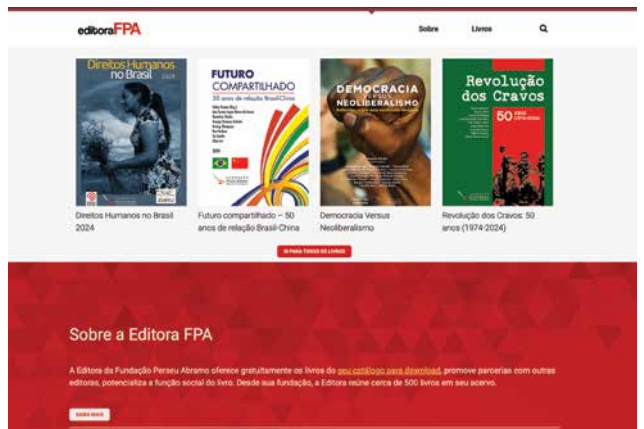 editoraFPA
Sobre
Livros
Direitos Humanos
no Brasil 2024
FUTURO
COMPARTILHADO
50 anos de relação Brasil-China
DEMOCRACIA
VERSUS
NEOLIBERALISMO
Revolução
dos Cravos
50 ANOS
Direitos Humanos no Brasil
2024
Futuro compartilhado – 50
anos de relação Brasil-China
Democracia Versus
Neoliberalismo
Revolução dos Cravos: 50
anos (1974-2024)
IR PARA TODOS OS LIVROS
Sobre a Editora FPA
A Editora da Fundação Perseu Abramo oferece gratuitamente os livros do seu catálogo para download, promove parcerias com outras
editoras, potencializa a função social do livro. Desde sua fundação, a Editora reúne cerca de 500 livros em seu acervo.
SAIBA MAIS